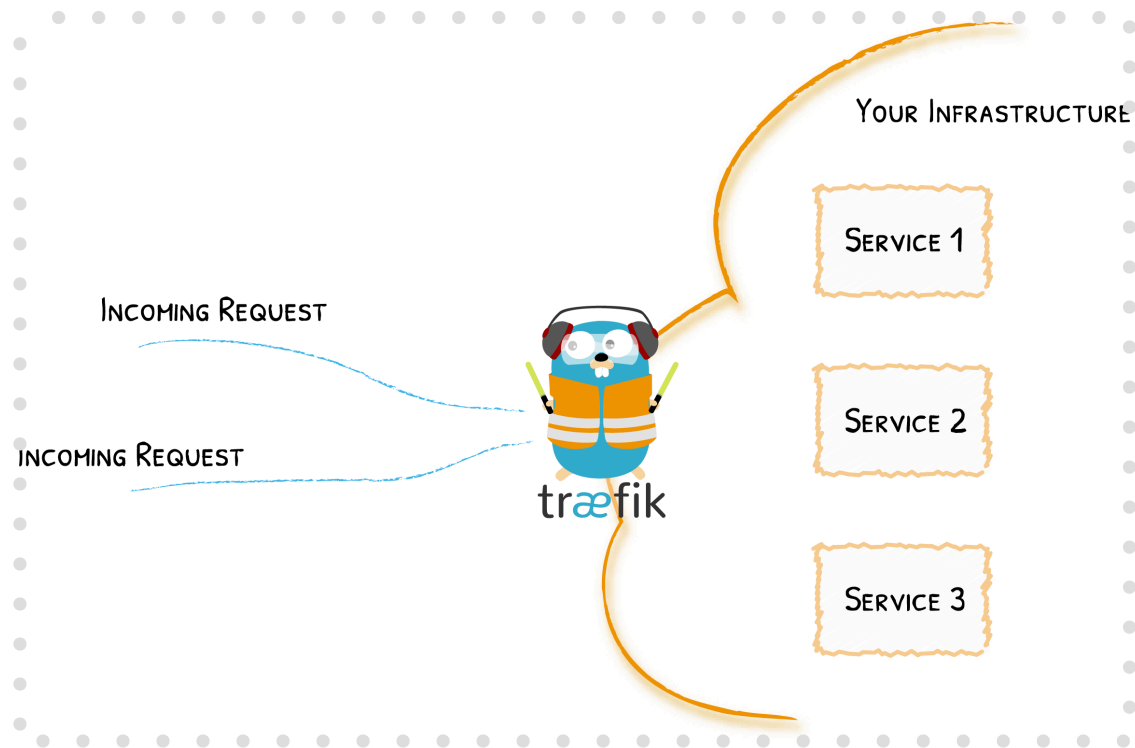 Your Infrastructure
Service 1
Incoming Request
Service 2
incoming Request
træfik
Service 3